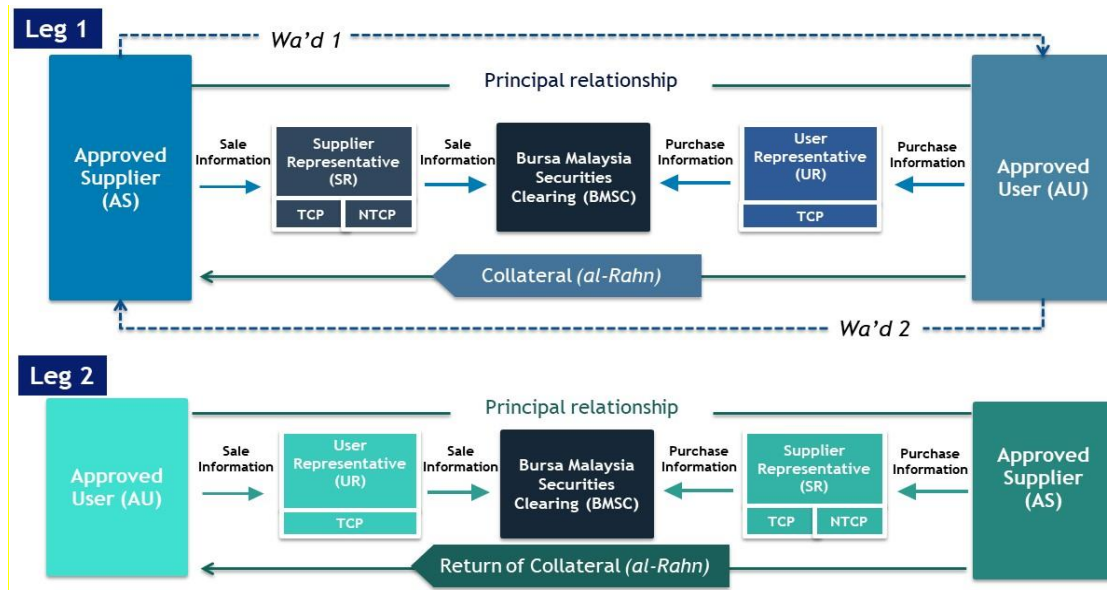 Leg 1
Wa'd 1
Principal relationship
Approved
Supplier
(AS)
Sale
Information
Supplier
Representative
(SR)
TCP
NTCP
Sale
Information
Bursa Malaysia
Securities
Clearing (BMSC)
Purchase
Information
User
Representative
(UR)
TCP
Purchase
Information
Approved
User (AU)
Collateral (al-Rahn)
Wa'd 2
Leg 2
Principal relationship
Approved
User (AU)
Sale
Information
User
Representative
(UR)
TCP
Sale
Information
Bursa Malaysia
Securities
Clearing (BMSC)
Purchase
Information
Supplier
Representative
(SR)
TCP
NTCP
Purchase
Information
Approved
Supplier
(AS)
Return of Collateral (al-Rahn)